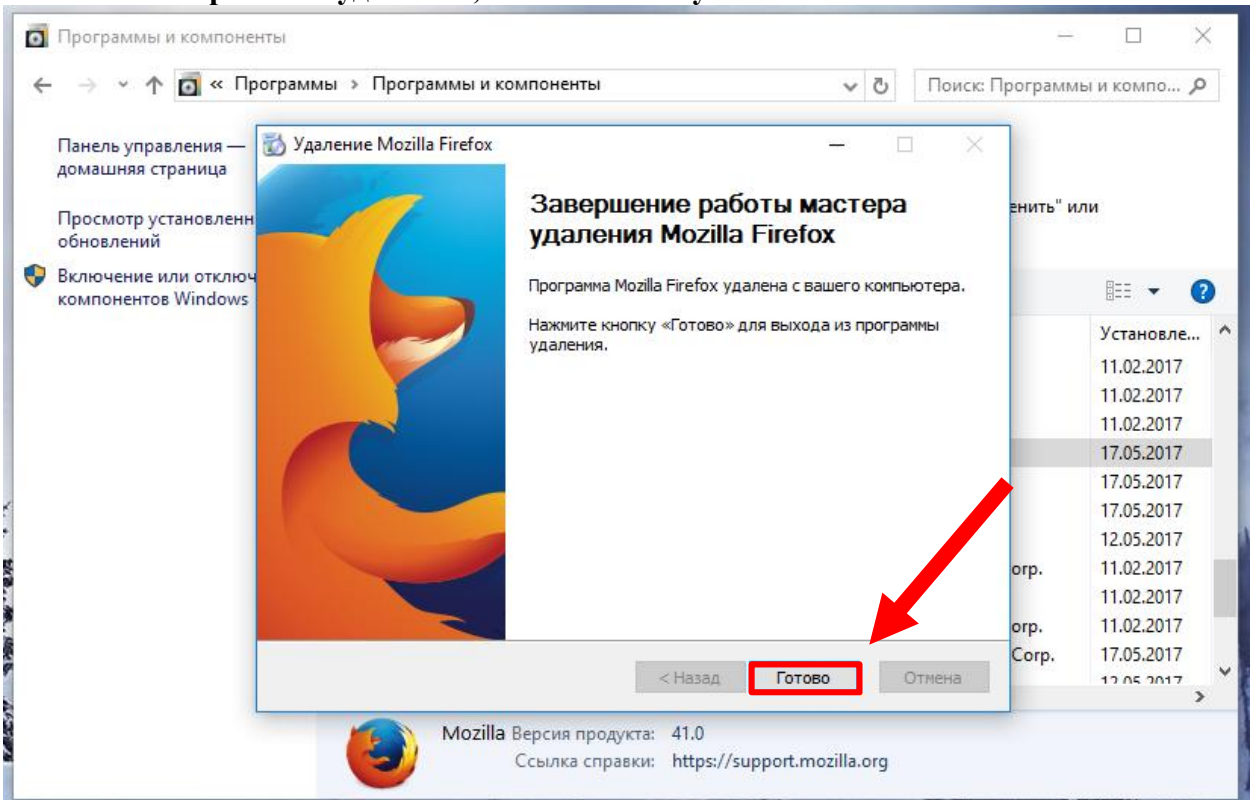 Программы и компоненты
« Программы › Программы и компоненты
Поиск: Программы и компо...
Панель управления —
домашняя страница
Просмотр установленн
обновлений
Включение или отключ
компонентов Windows
Удаление Mozilla Firefox
Завершение работы мастера
удаления Mozilla Firefox
Программа Mozilla Firefox удалена с вашего компьютера.
Нажмите кнопку «Готово» для выхода из программы
удаления.
< Назад
Готово
Отмена
енить" или
Установле...
11.02.2017
11.02.2017
11.02.2017
17.05.2017
17.05.2017
17.05.2017
12.05.2017
orp. 11.02.2017
11.02.2017
orp. 11.02.2017
Corp. 17.05.2017
12.05.2017
Mozilla Версия продукта: 41.0
Ссылка справки: https://support.mozilla.org